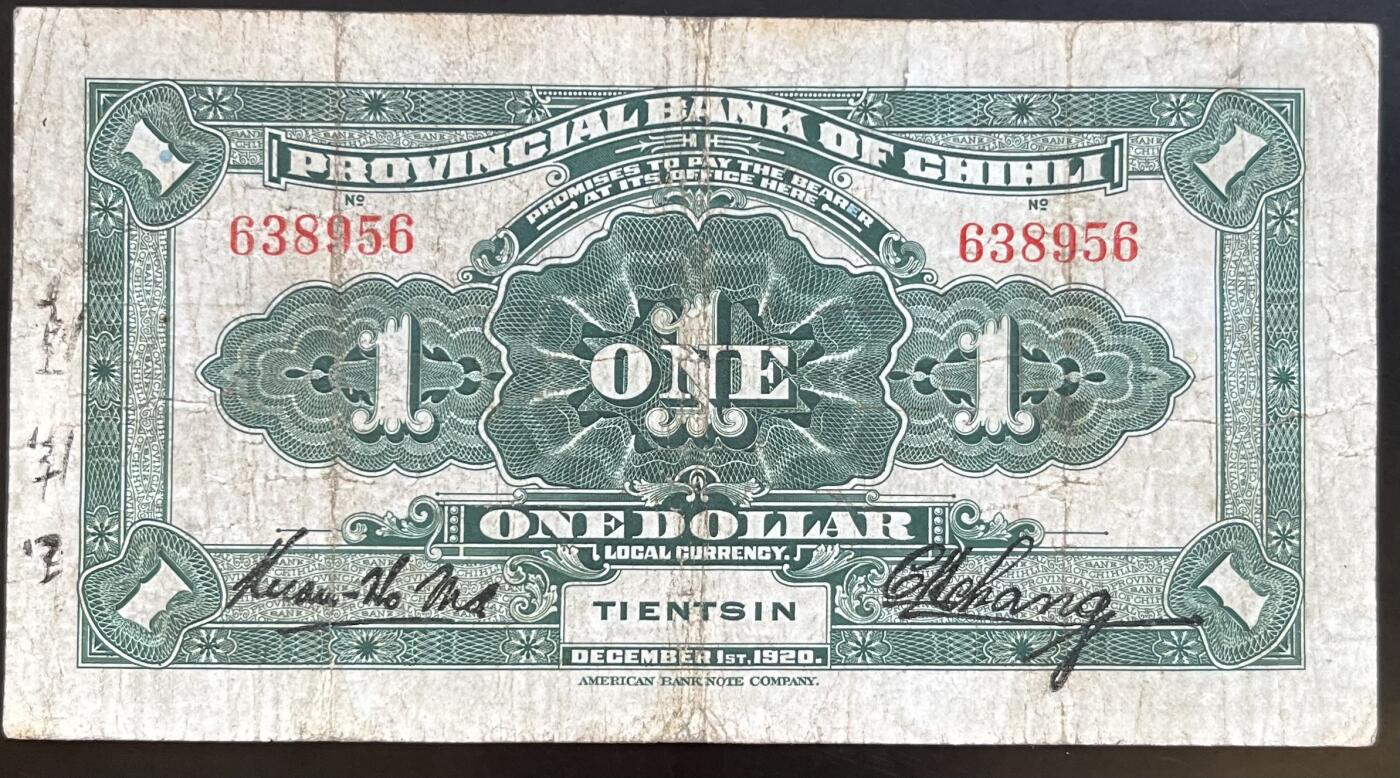 PROVINCIAL BANK OF CHIHLI
PROMISES TO PAY THE BEARER
AT ITS OFFICE HERE
Nº Nº
638956 638956
1 1 1
ONE
ONE DOLLAR
LOCAL CURRENCY.
TIENTSIN
DECEMBER 1ST, 1920.
AMERICAN BANK NOTE COMPANY.